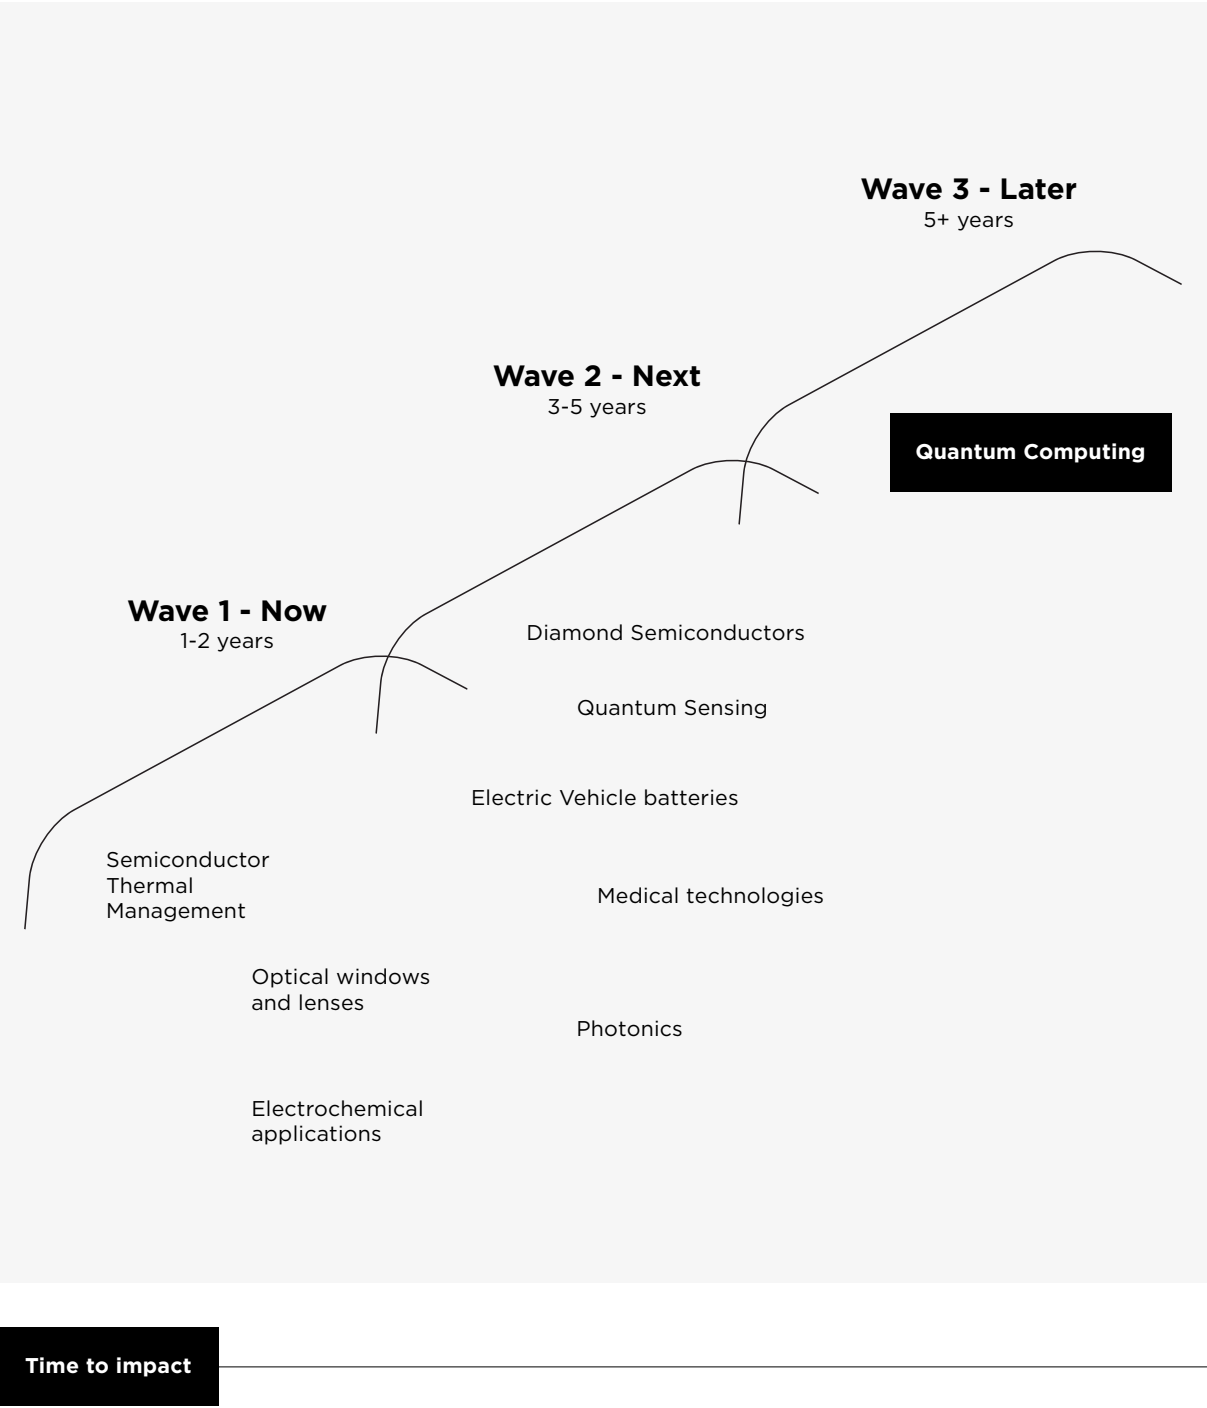 Wave 3 - Later
5+ years
Wave 2 - Next
3-5 years
Quantum Computing
Wave 1 - Now
1-2 years
Diamond Semiconductors
Quantum Sensing
Electric Vehicle batteries
Semiconductor
Thermal
Management
Medical technologies
Optical windows
and lenses
Photonics
Electrochemical
applications
Time to impact